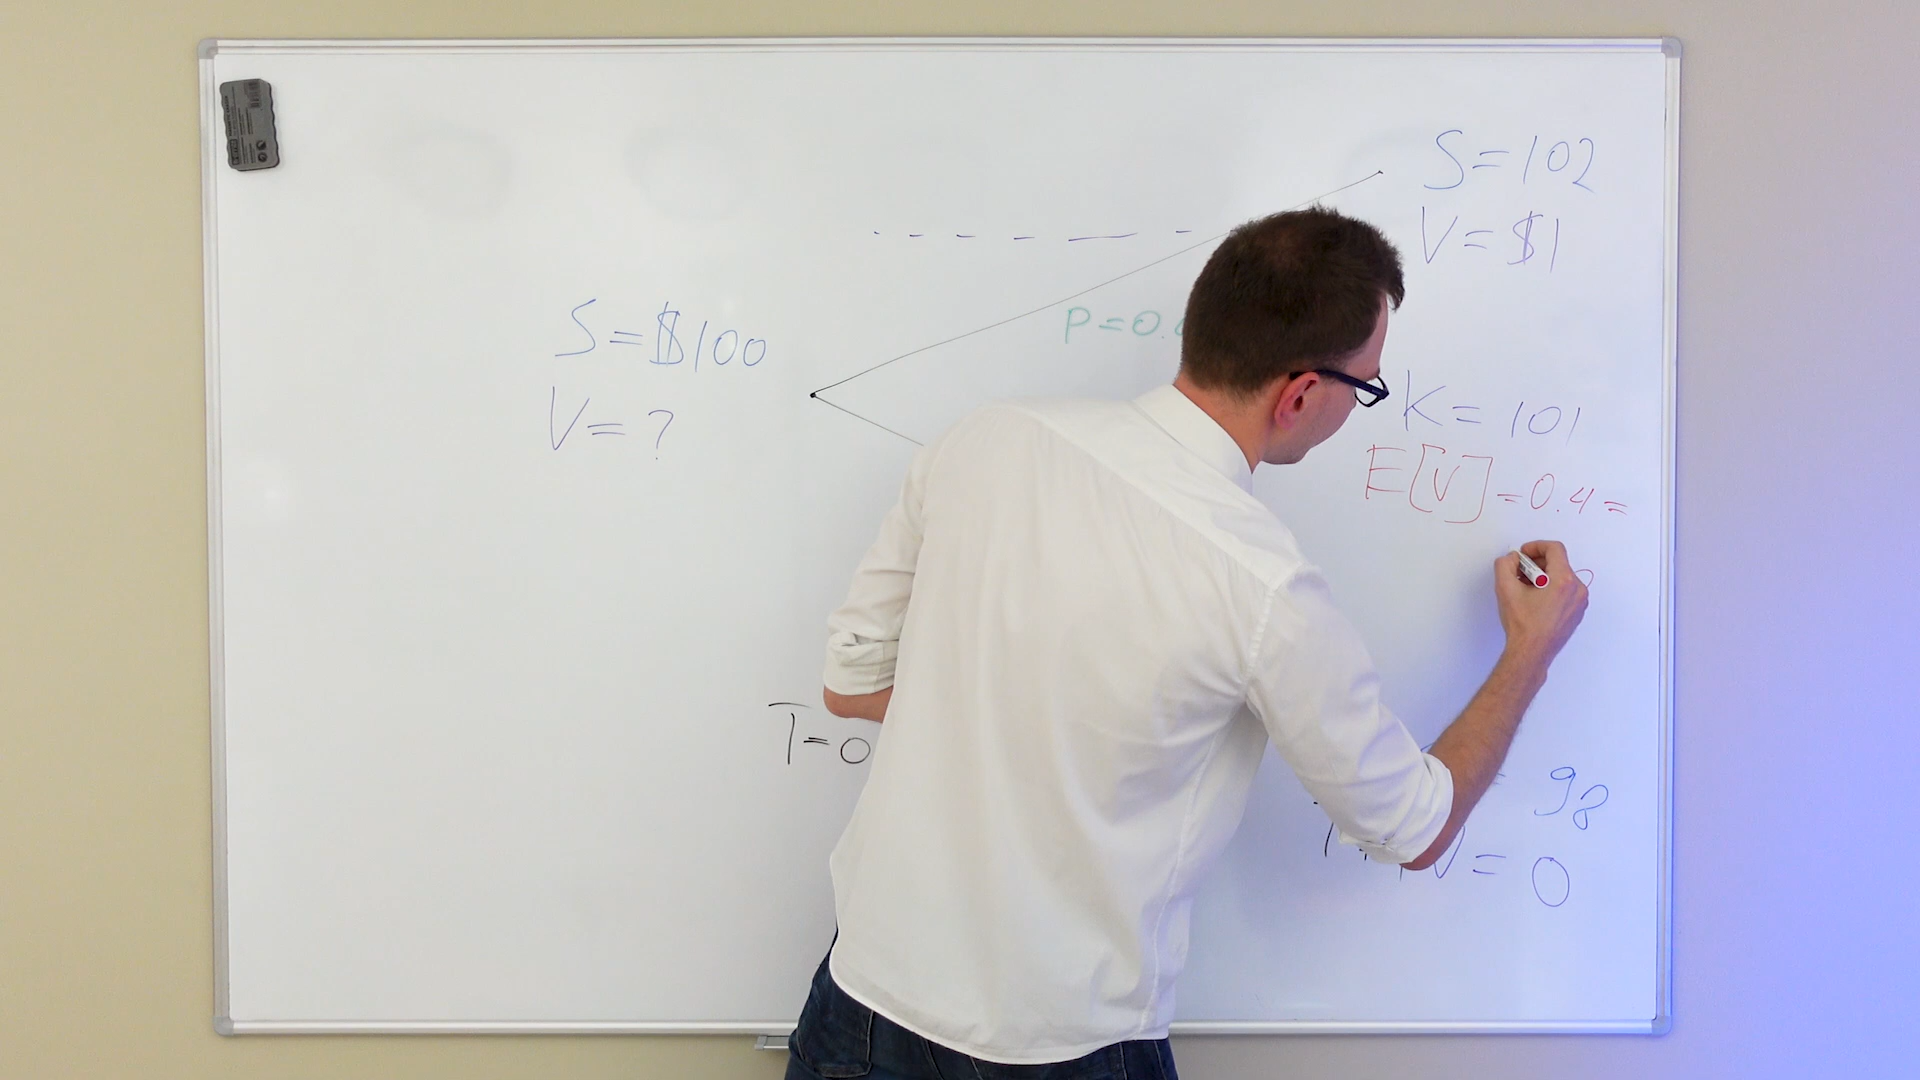 S=102
V=$1
S=$100
P=0.
V=?
K=101
E[V]=0.4=
T=0
= 98
V=0